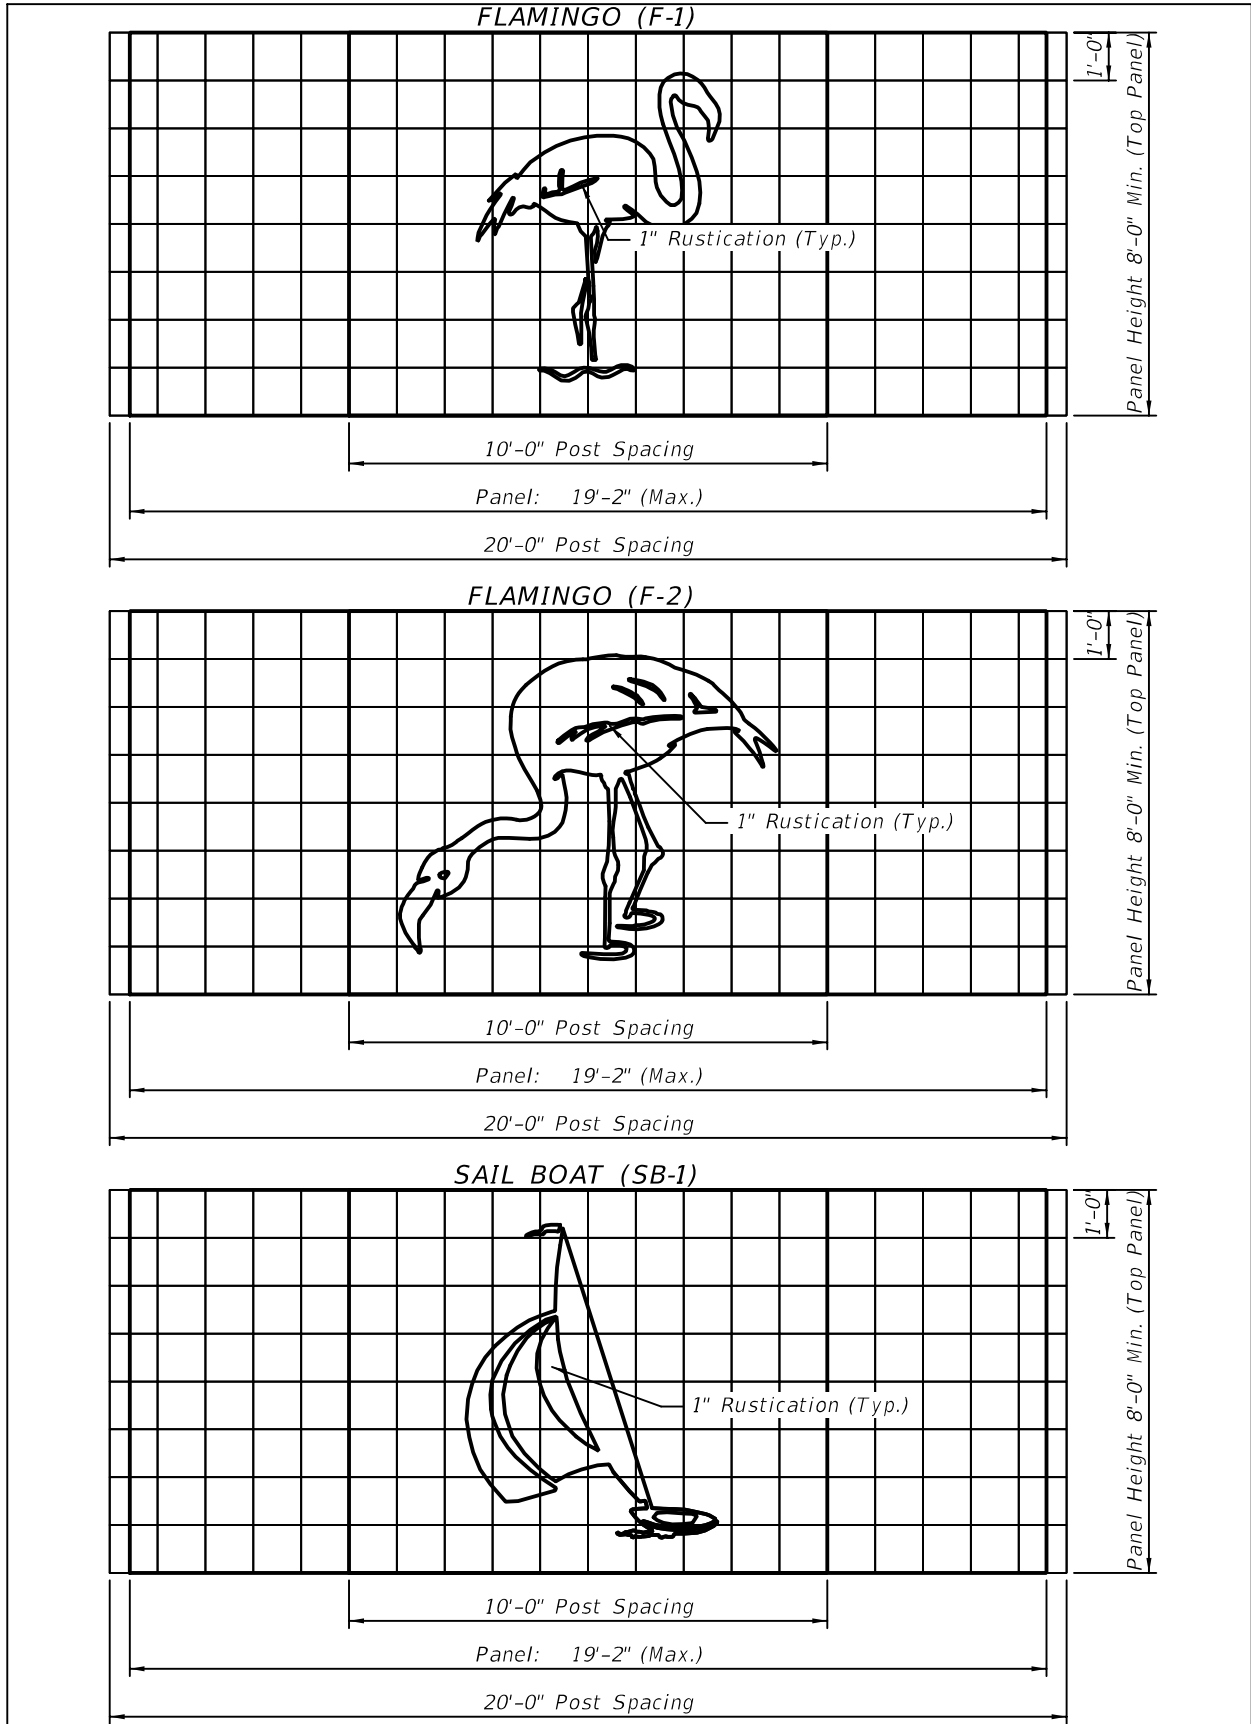 FLAMINGO (F-1)
1'-0"
Panel Height 8'-0" Min. (Top Panel)
1" Rustication (Typ.)
10'-0" Post Spacing
Panel: 19'-2" (Max.)
20'-0" Post Spacing
FLAMINGO (F-2)
1'-0"
Panel Height 8'-0" Min. (Top Panel)
1" Rustication (Typ.)
10'-0" Post Spacing
Panel: 19'-2" (Max.)
20'-0" Post Spacing
SAIL BOAT (SB-1)
1'-0"
Panel Height 8'-0" Min. (Top Panel)
1" Rustication (Typ.)
10'-0" Post Spacing
Panel: 19'-2" (Max.)
20'-0" Post Spacing